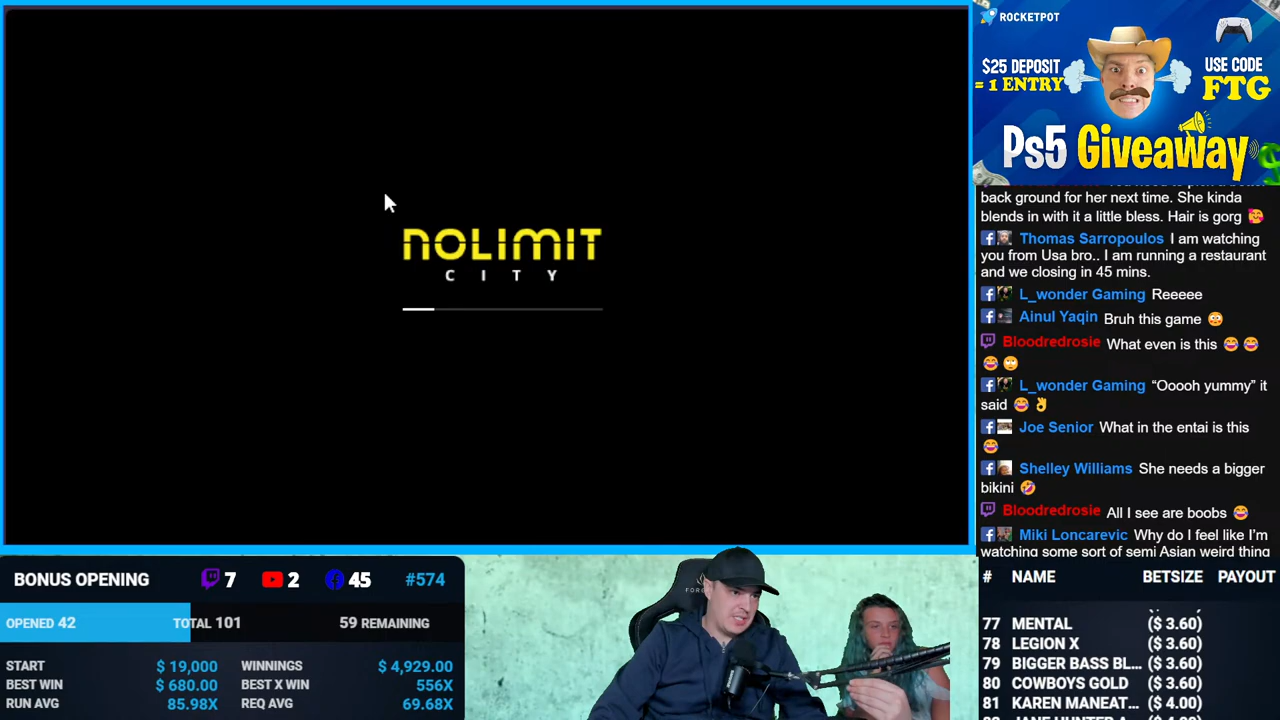 NOLIMIT
CITY
ROCKETPOT
$25 DEPOSIT
= 1 ENTRY
USE CODE
FTG
Ps5 Giveaway
back ground for her next time. She kinda
blends in with it a little bless. Hair is gorg 🥰
Thomas Sarropoulos I am watching
you from Usa bro.. I am running a restaurant
and we closing in 45 mins.
L_wonder Gaming Reeeee
Ainul Yaqin Bruh this game 😳
Bloodredrosie What even is this 😂 😂
😂 🙄
L_wonder Gaming “Ooooh yummy” it
said 😂 👌
Joe Senior What in the entai is this
😂
Shelley Williams She needs a bigger
bikini 🤣
Bloodredrosie All I see are boobs 😂
Miki Loncarevic Why do I feel like I’m
watching some sort of semi Asian weird thing
BONUS OPENING 7 2 45 #574
OPENED 42 TOTAL 101 59 REMAINING
START $ 19,000 WINNINGS $ 4,929.00
BEST WIN $ 680.00 BEST X WIN 556X
RUN AVG 85.98X REQ AVG 69.68X
# NAME BETSIZE PAYOUT
77 MENTAL ($ 3.60)
78 LEGION X ($ 3.60)
79 BIGGER BASS BL... ($ 3.60)
80 COWBOYS GOLD ($ 3.60)
81 KAREN MANEAT... ($ 4.00)